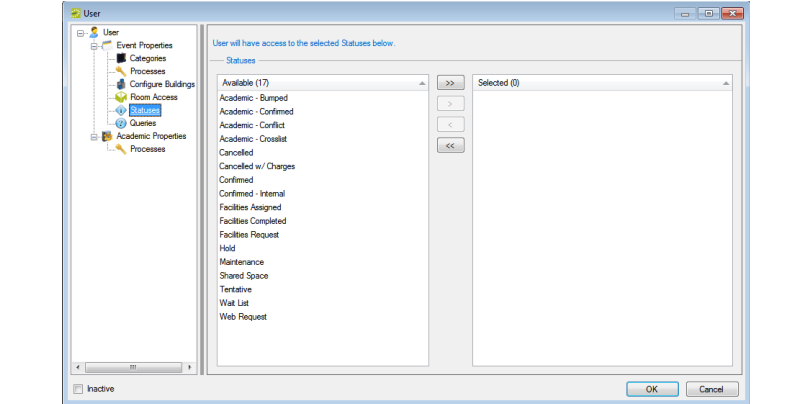 User
User
Event Properties
Categories
Processes
Configure Buildings
Room Access
Statuses
Queries
Academic Properties
Processes
User will have access to the selected Statuses below.
Statuses
Available (17)
Academic - Bumped
Academic - Confirmed
Academic - Conflict
Academic - Crosslist
Cancelled
Cancelled w/ Charges
Confirmed
Confirmed - Internal
Facilities Assigned
Facilities Completed
Facilities Request
Hold
Maintenance
Shared Space
Tentative
Wait List
Web Request
>>
>
<
<<
Selected (0)
Inactive
OK
Cancel